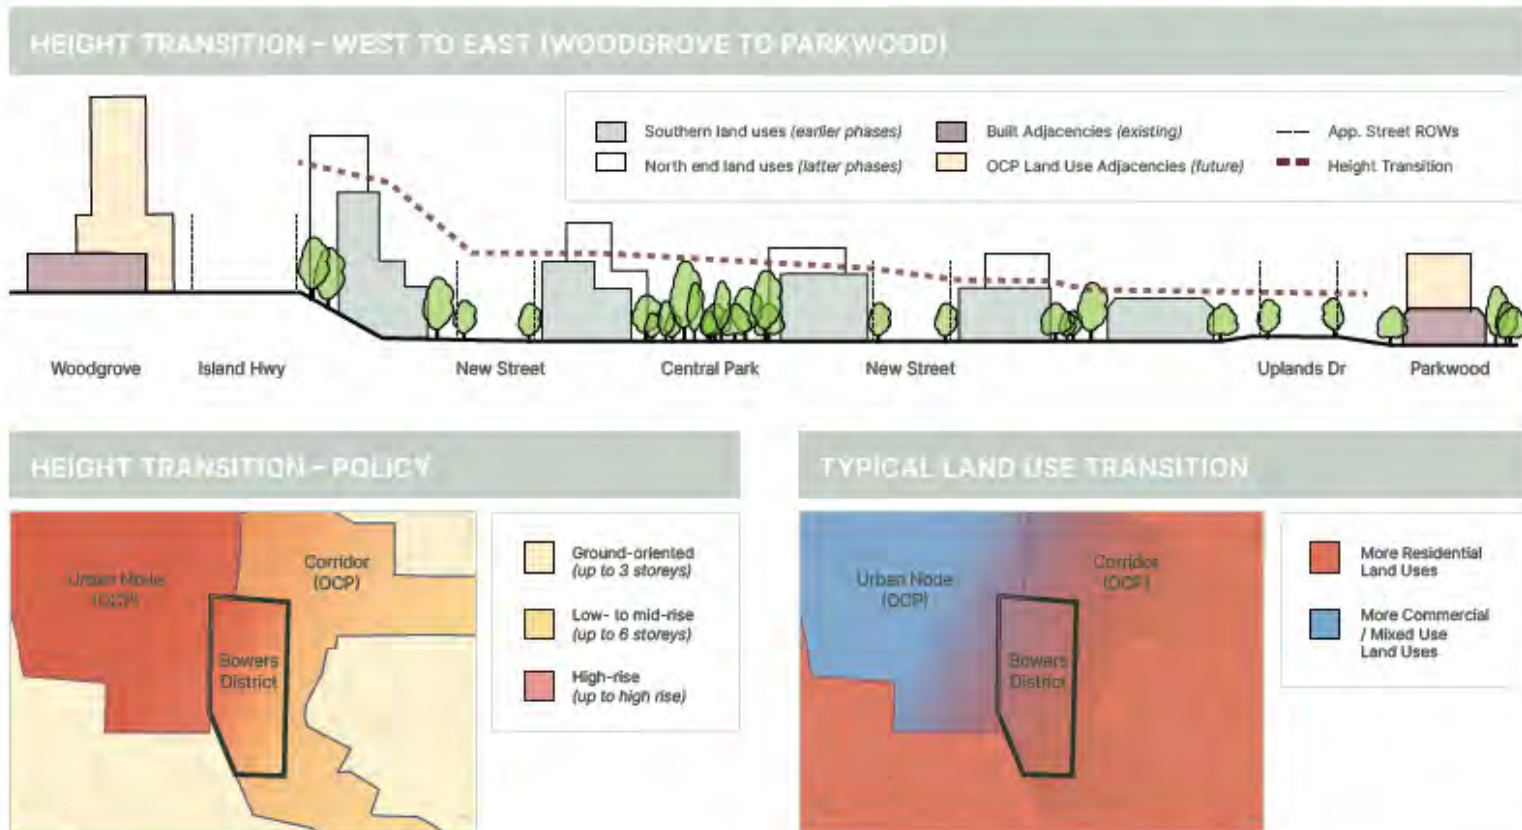 HEIGHT TRANSITION – WEST TO EAST (WOODGROVE TO PARKWOOD)
Southern land uses (earlier phases)
Built Adjacencies (existing)
App. Street ROWs
North end land uses (latter phases)
OCP Land Use Adjacencies (future)
Height Transition
Woodgrove
Island Hwy
New Street
Central Park
New Street
Uplands Dr
Parkwood
HEIGHT TRANSITION – POLICY
Urban Node
(OCP)
Corridor
(OCP)
Bowers
District
Ground-oriented
(up to 3 storeys)
Low- to mid-rise
(up to 6 storeys)
High-rise
(up to high rise)
TYPICAL LAND USE TRANSITION
Urban Node
(OCP)
Corridor
(OCP)
Bowers
District
More Residential
Land Uses
More Commercial
/ Mixed Use
Land Uses